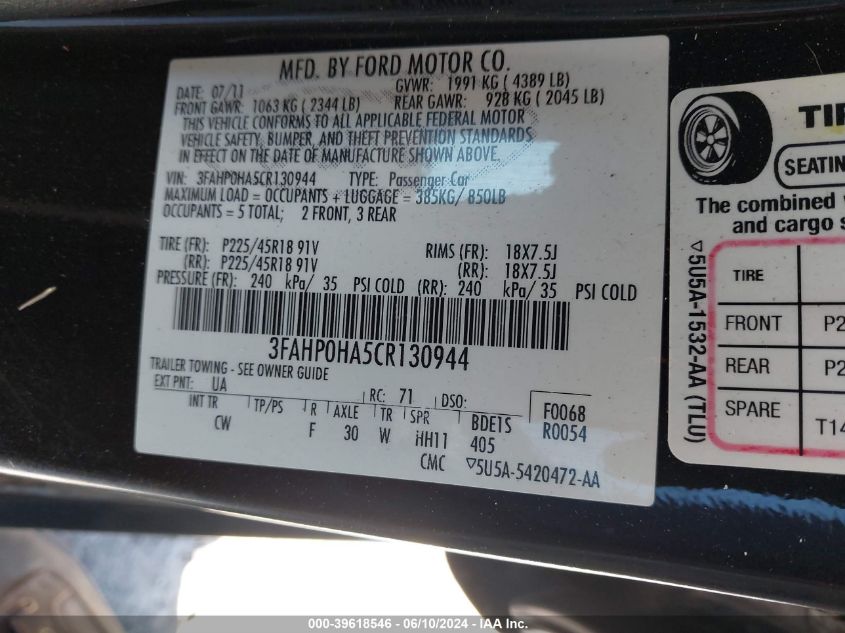 MFD. BY FORD MOTOR CO.
DATE: 07/11 GVWR: 1991 KG ( 4389 LB)
FRONT GAWR: 1063 KG ( 2344 LB) REAR GAWR: 928 KG ( 2045 LB)
THIS VEHICLE CONFORMS TO ALL APPLICABLE FEDERAL MOTOR
VEHICLE SAFETY, BUMPER, AND THEFT PREVENTION STANDARDS
IN EFFECT ON THE DATE OF MANUFACTURE SHOWN ABOVE.
VIN: 3FAHP0HA5CR130944 TYPE: Passenger Car
MAXIMUM LOAD = OCCUPANTS + LUGGAGE = 385KG/ 850LB
OCCUPANTS = 5 TOTAL; 2 FRONT, 3 REAR
TIRE (FR): P225/45R18 91V RIMS (FR): 18X7.5J
(RR): P225/45R18 91V (RR): 18X7.5J
PRESSURE (FR): 240 kPa/ 35 PSI COLD (RR): 240 kPa/ 35 PSI COLD
3FAHP0HA5CR130944
TRAILER TOWING - SEE OWNER GUIDE
EXT PNT: UA RC: 71 DSO:
INT TR TP/PS R AXLE TR SPR BDE1S F0068
CW F 30 W HH11 405 R0054
CMC ▽5U5A-5420472-AA
TIR
SEATIN
The combined
and cargo s
▽5U5A-1532-AA (TLU)
TIRE
FRONT P2
REAR P2
SPARE T14
000-39618546 - 06/10/2024 - IAAI.com